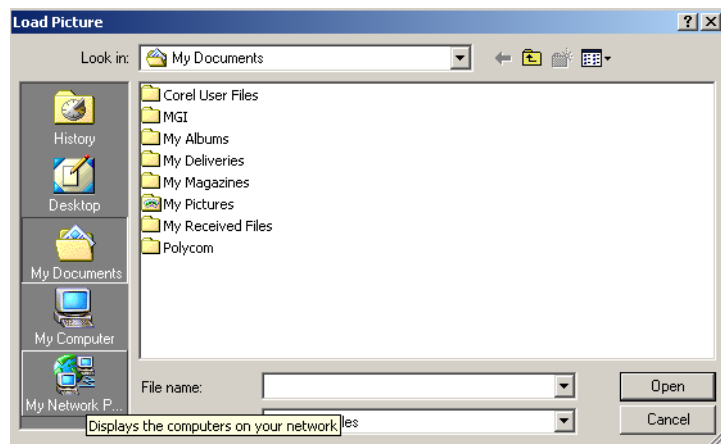 Load Picture
Look in:
My Documents
History
Desktop
My Documents
My Computer
My Network P...
Corel User Files
MGI
My Albums
My Deliveries
My Magazines
My Pictures
My Received Files
Polycom
File name:
Open
Displays the computers on your network
Cancel